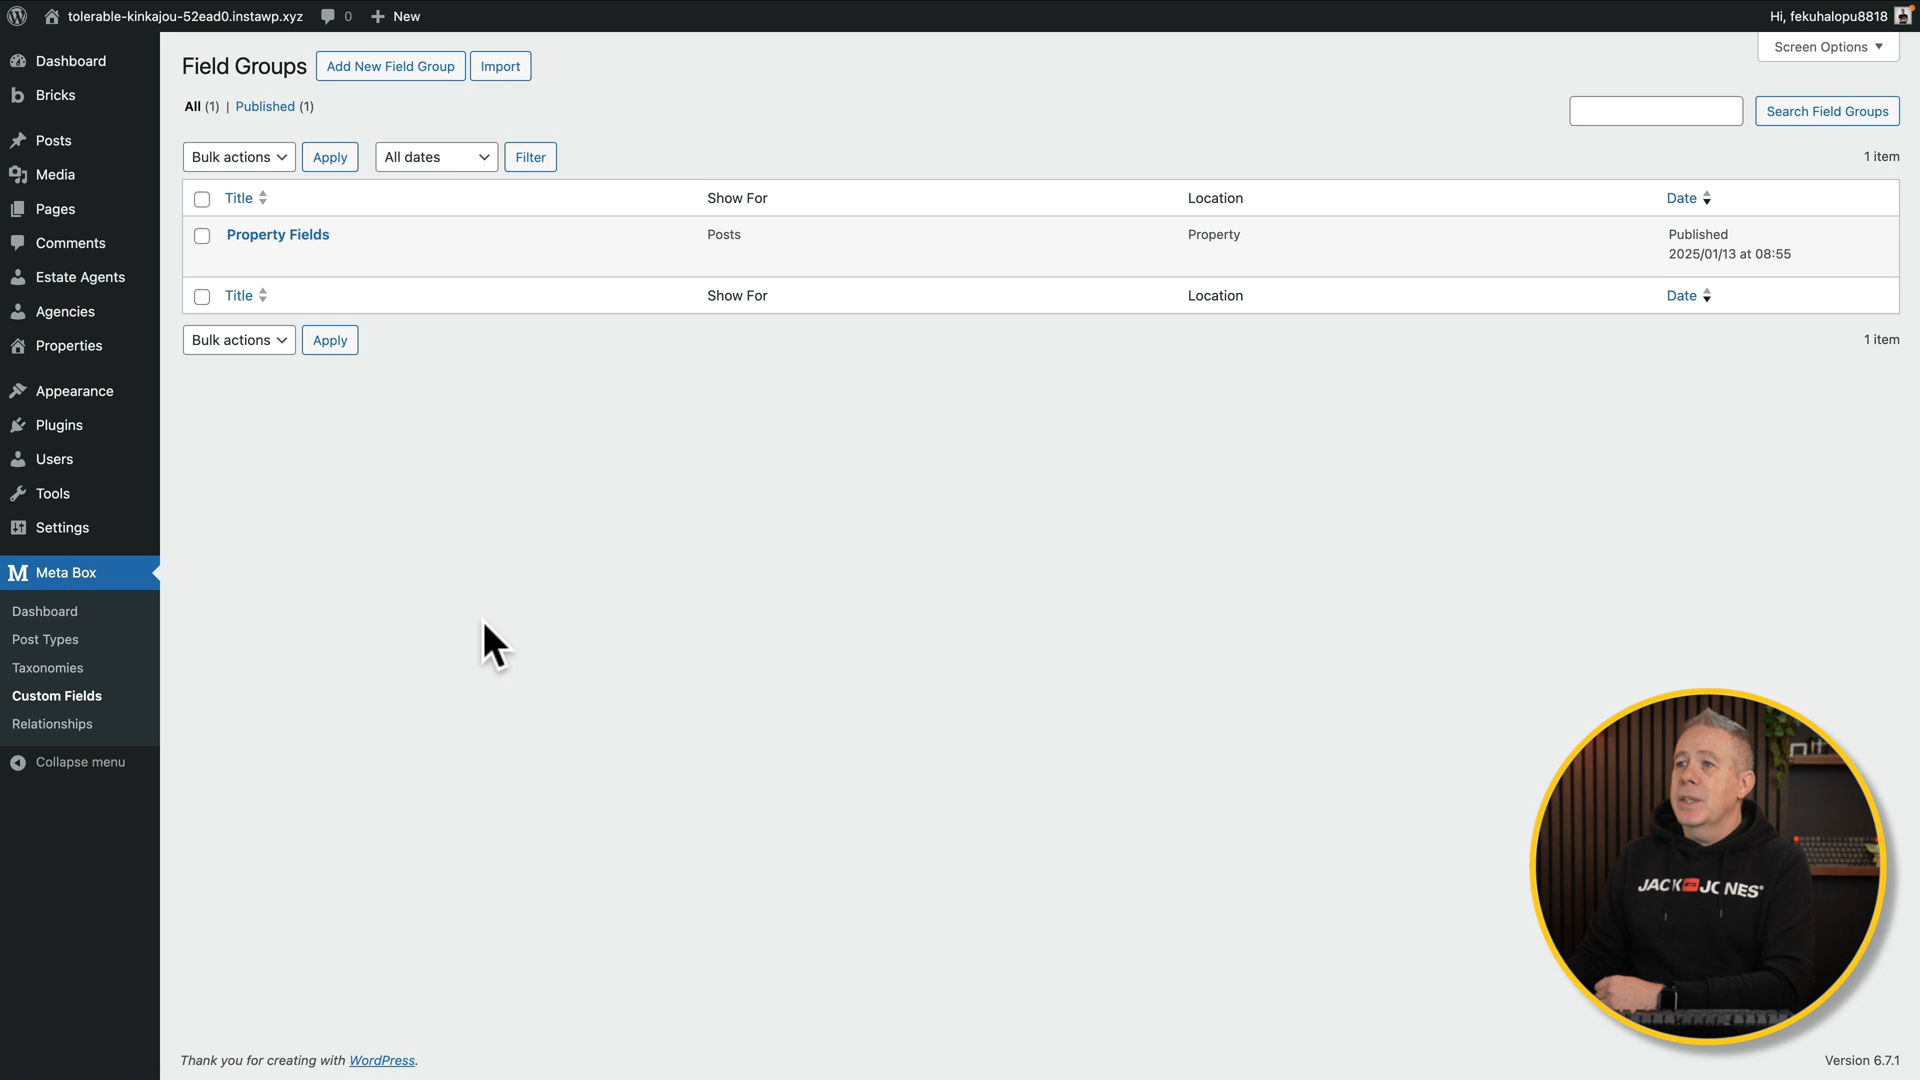 tolerable-kinkajou-52ead0.instawp.xyz 0 New Hi, fekuhalopu8818
Screen Options
Dashboard
Bricks
Posts
Media
Pages
Comments
Estate Agents
Agencies
Properties
Appearance
Plugins
Users
Tools
Settings
Meta Box
Dashboard
Post Types
Taxonomies
Custom Fields
Relationships
Collapse menu
Field Groups Add New Field Group Import
All (1) | Published (1)
Search Field Groups
Bulk actions Apply All dates Filter 1 item
Title Show For Location Date
Property Fields Posts Property Published
2025/01/13 at 08:55
Title Show For Location Date
Bulk actions Apply 1 item
JACK JONES
Thank you for creating with WordPress. Version 6.7.1